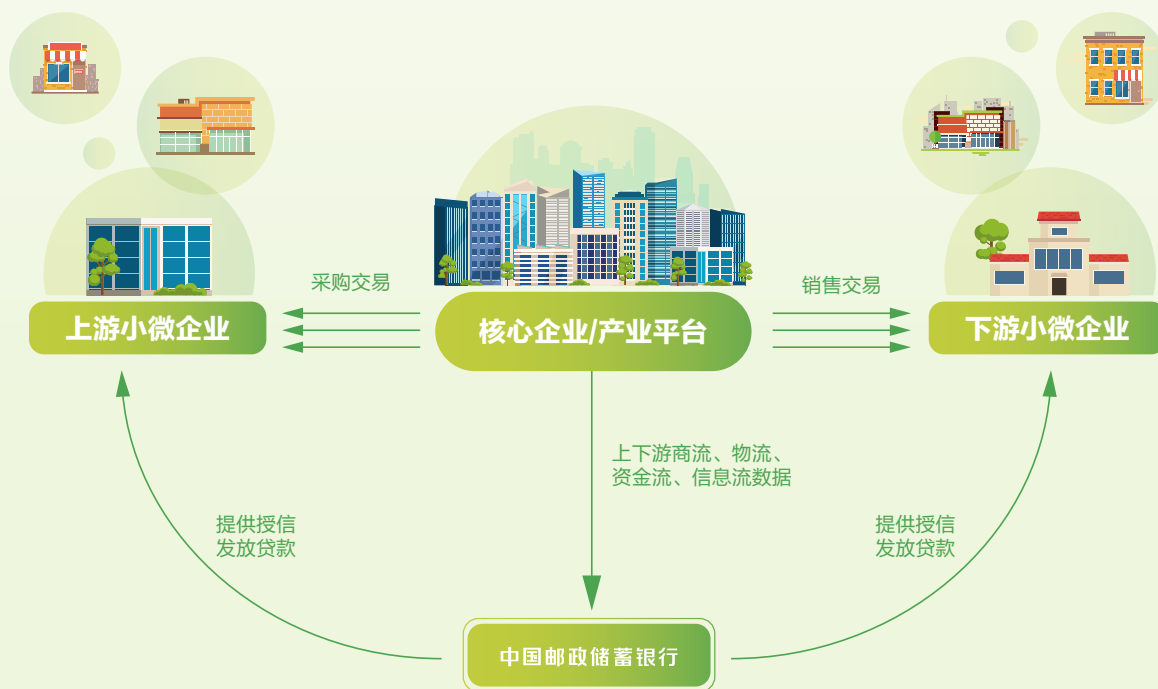 采购交易
销售交易
上游小微企业
核心企业/产业平台
下游小微企业
上下游商流、物流、
资金流、信息流数据
提供授信
发放贷款
提供授信
发放贷款
中国邮政储蓄银行